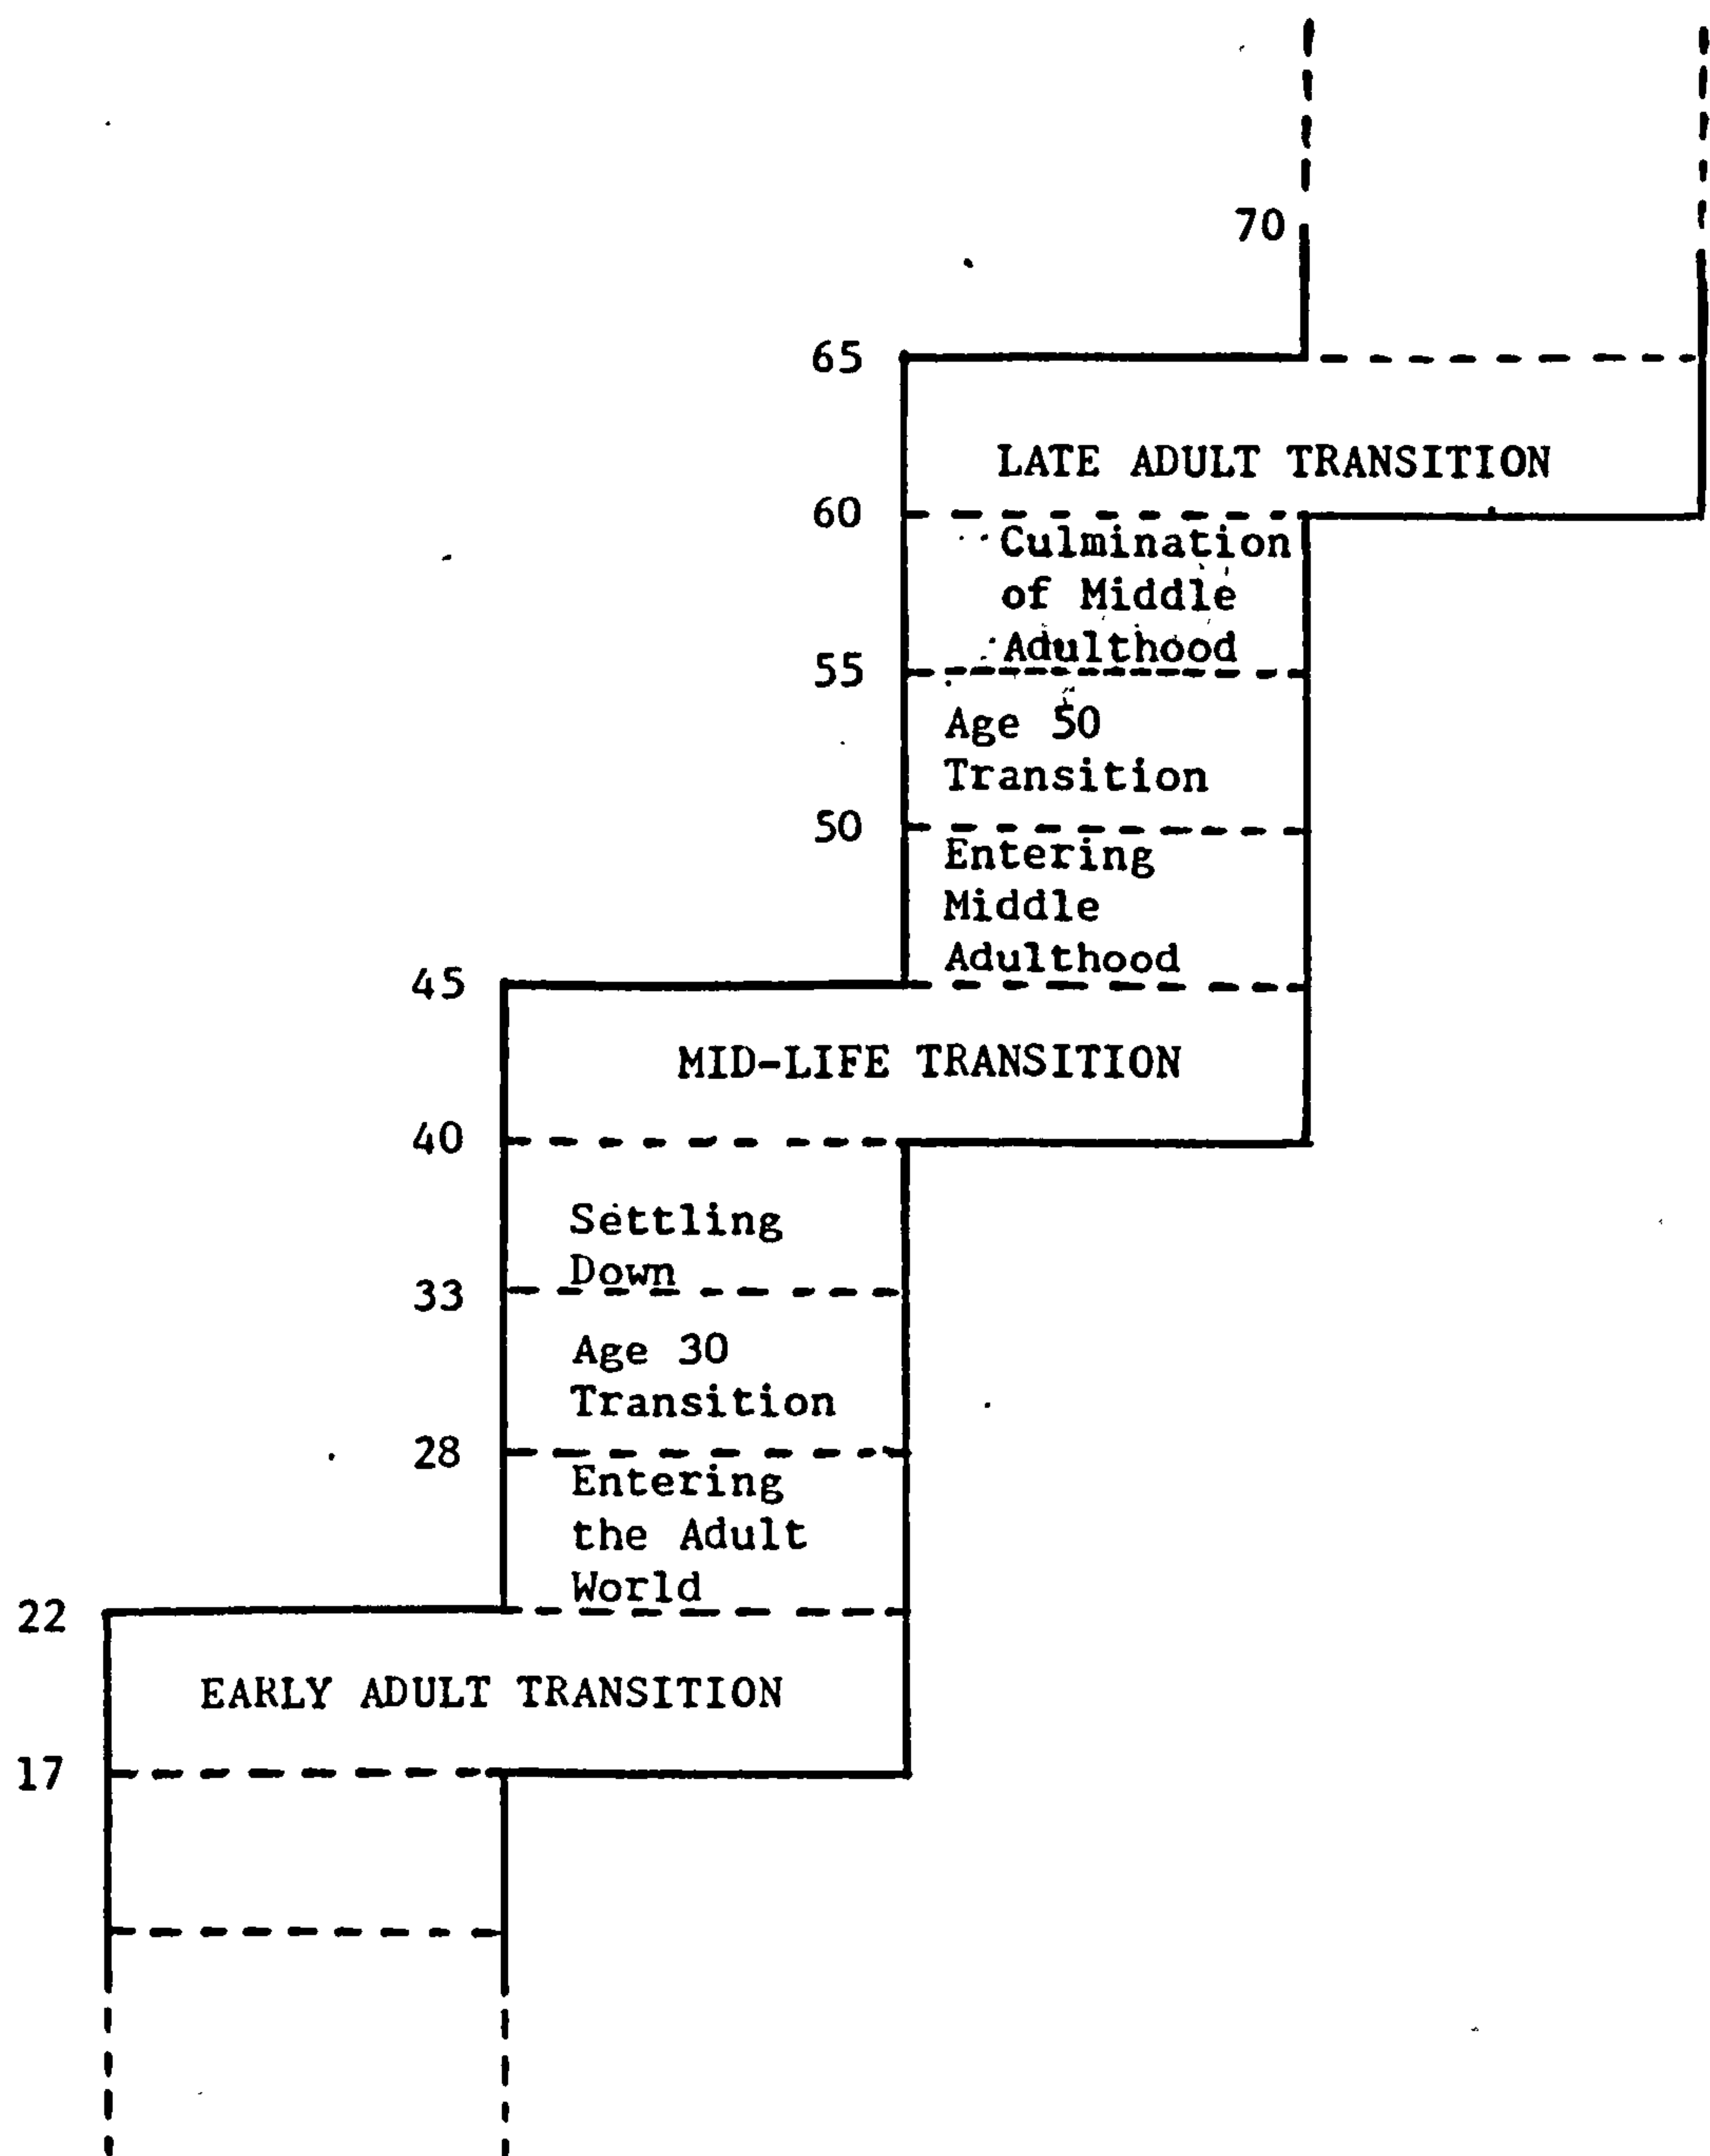 70
65
LATE ADULT TRANSITION
60
Culmination
of Middle
Adulthood
55
Age 50
Transition
50
Entering
Middle
Adulthood
45
MID-LIFE TRANSITION
40
Settling
Down
33
Age 30
Transition
28
Entering
the Adult
World
22
EARLY ADULT TRANSITION
17